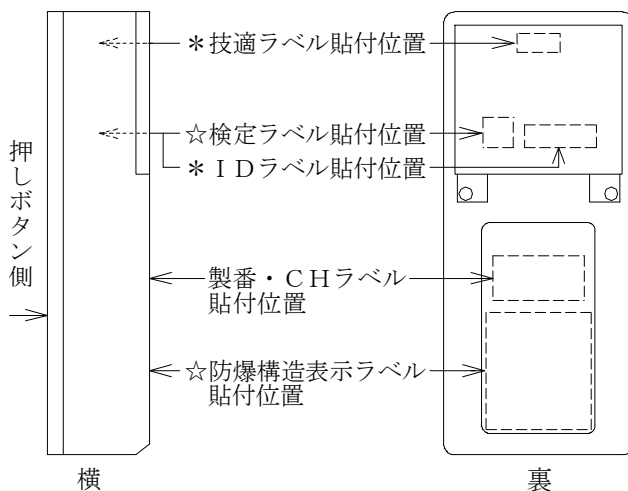 ＊技適ラベル貼付位置
☆検定ラベル貼付位置
＊ＩＤラベル貼付位置
押しボタン側
製番・ＣＨラベル
貼付位置
☆防爆構造表示ラベル
貼付位置
横
裏